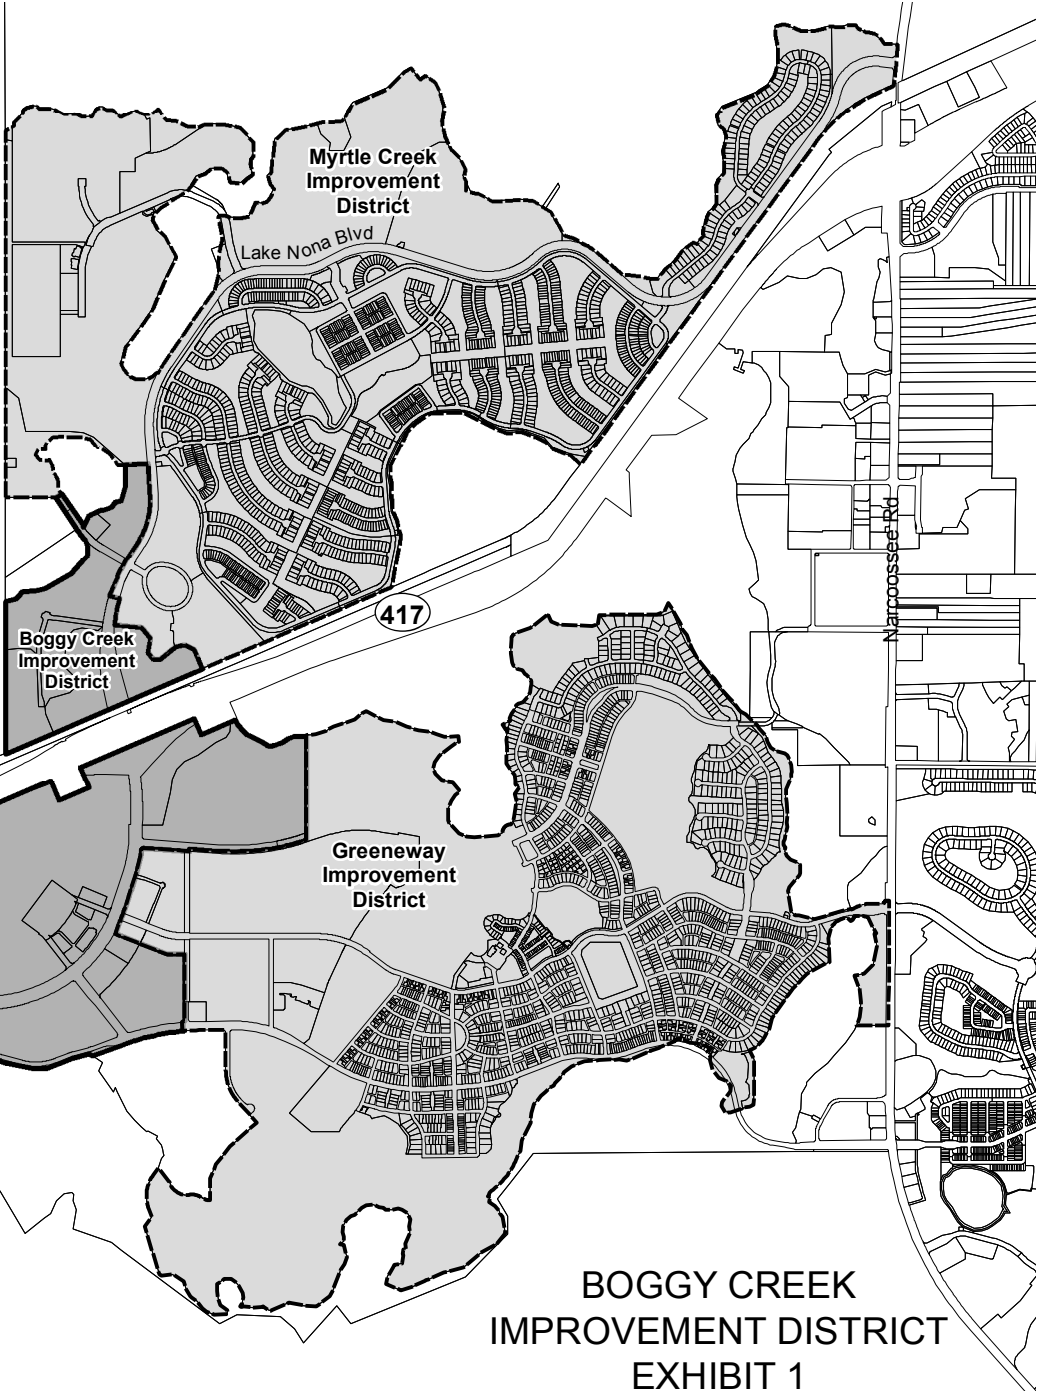 Myrtle Creek
Improvement
District
Lake Nona Blvd
Narcoossee Rd
417
Boggy Creek
Improvement
District
Greeneway
Improvement
District
BOGGY CREEK
IMPROVEMENT DISTRICT
EXHIBIT 1